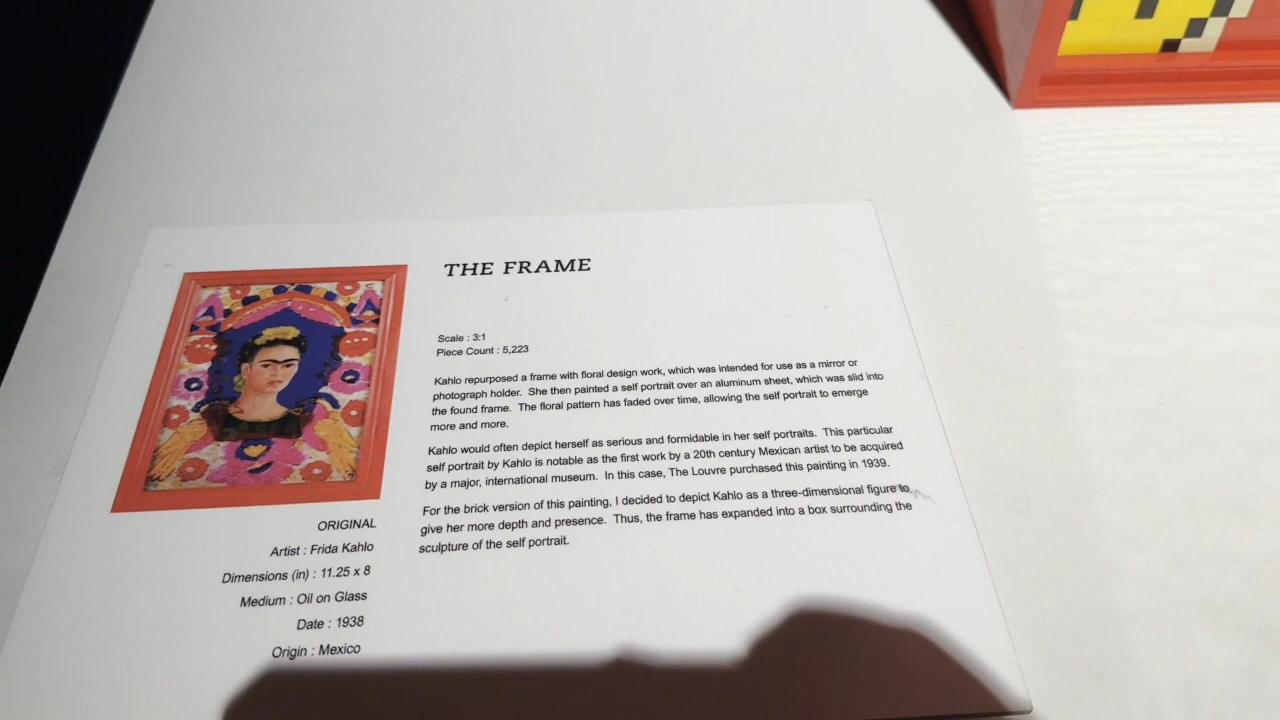 THE FRAME
Scale : 3:1
Piece Count : 5,223
Kahlo repurposed a frame with floral design work, which was intended for use as a mirror or
photograph holder. She then painted a self portrait over an aluminum sheet, which was slid into
the found frame. The floral pattern has faded over time, allowing the self portrait to emerge
more and more.
Kahlo would often depict herself as serious and formidable in her self portraits. This particular
self portrait by Kahlo is notable as the first work by a 20th century Mexican artist to be acquired
by a major, international museum. In this case, The Louvre purchased this painting in 1939.
For the brick version of this painting, I decided to depict Kahlo as a three-dimensional figure to
give her more depth and presence. Thus, the frame has expanded into a box surrounding the
sculpture of the self portrait.
ORIGINAL
Artist : Frida Kahlo
Dimensions (in) : 11.25 x 8
Medium : Oil on Glass
Date : 1938
Origin : Mexico